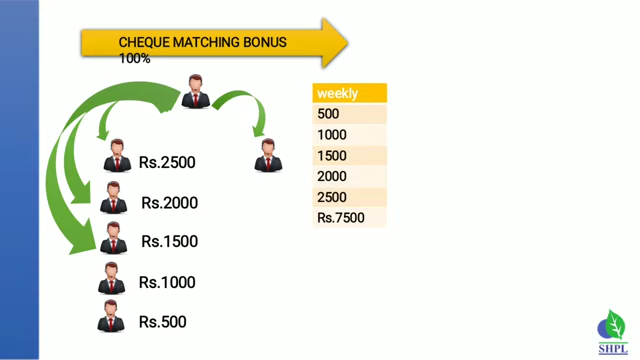 CHEQUE MATCHING BONUS
100%
weekly
500
1000
1500
2000
2500
Rs.7500
Rs.2500
Rs.2000
Rs.1500
Rs.1000
Rs.500
SHPL